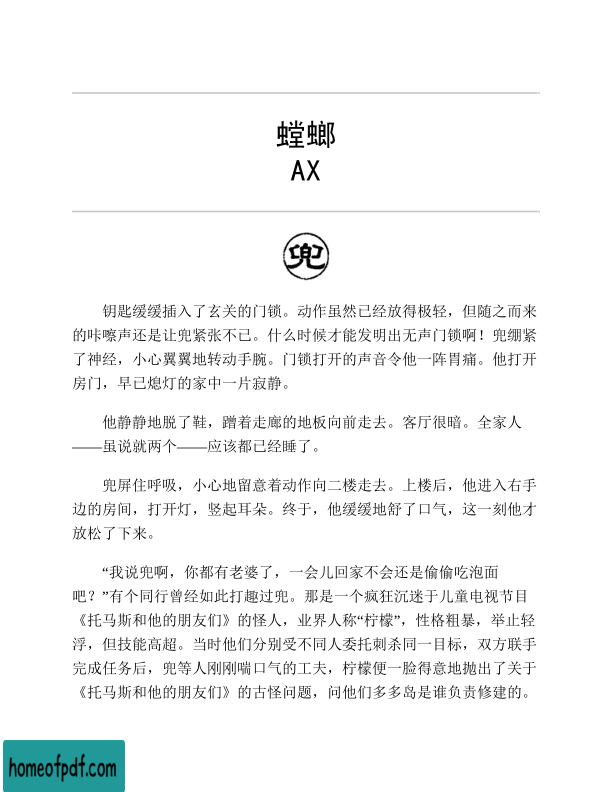 螳螂
AX
兜
钥匙缓缓插入了玄关的门锁。动作虽然已经放得极轻，但随之而来
的咔嚓声还是让兜紧张不已。什么时候才能发明出无声门锁啊！兜绷紧
了神经，小心翼翼地转动手腕。门锁打开的声音令他一阵胃痛。他打开
房门，早已熄灯的家中一片寂静。
他静静地脱了鞋，蹭着走廊的地板向前走去。客厅很暗。全家人
——虽说就两个——应该都已经睡了。
兜屏住呼吸，小心地留意着动作向二楼走去。上楼后，他进入右手
边的房间，打开灯，竖起耳朵。终于，他缓缓地舒了口气，这一刻他才
放松了下来。
“我说兜啊，你都有老婆了，一会儿回家不会还是偷偷吃泡面
吧？”有个同行曾经如此打趣过兜。那是一个疯狂沉迷于儿童电视节目
《托马斯和他的朋友们》的怪人，业界人称“柠檬”，性格粗暴，举止轻
浮，但技能高超。当时他们分别受不同人委托刺杀同一目标，双方联手
完成任务后，兜等人刚刚喘口气的工夫，柠檬便一脸得意地抛出了关于
《托马斯和他的朋友们》的古怪问题，问他们多多岛是谁负责修建的。
homeofpdf.com